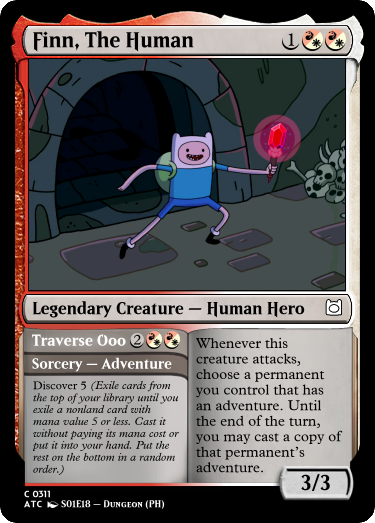 Finn, The Human 1
Legendary Creature — Human Hero
Traverse Ooo 2
Sorcery — Adventure
Discover 5 (Exile cards from
the top of your library until you
exile a nonland card with
mana value 5 or less. Cast it
without paying its mana cost or
put it into your hand. Put the
rest on the bottom in a random
order.)
Whenever this
creature attacks,
choose a permanent
you control that has
an adventure. Until
the end of the turn,
you may cast a copy of
that permanent's
adventure.
3/3
C 0311
ATC S01E18 – Dungeon (PH)